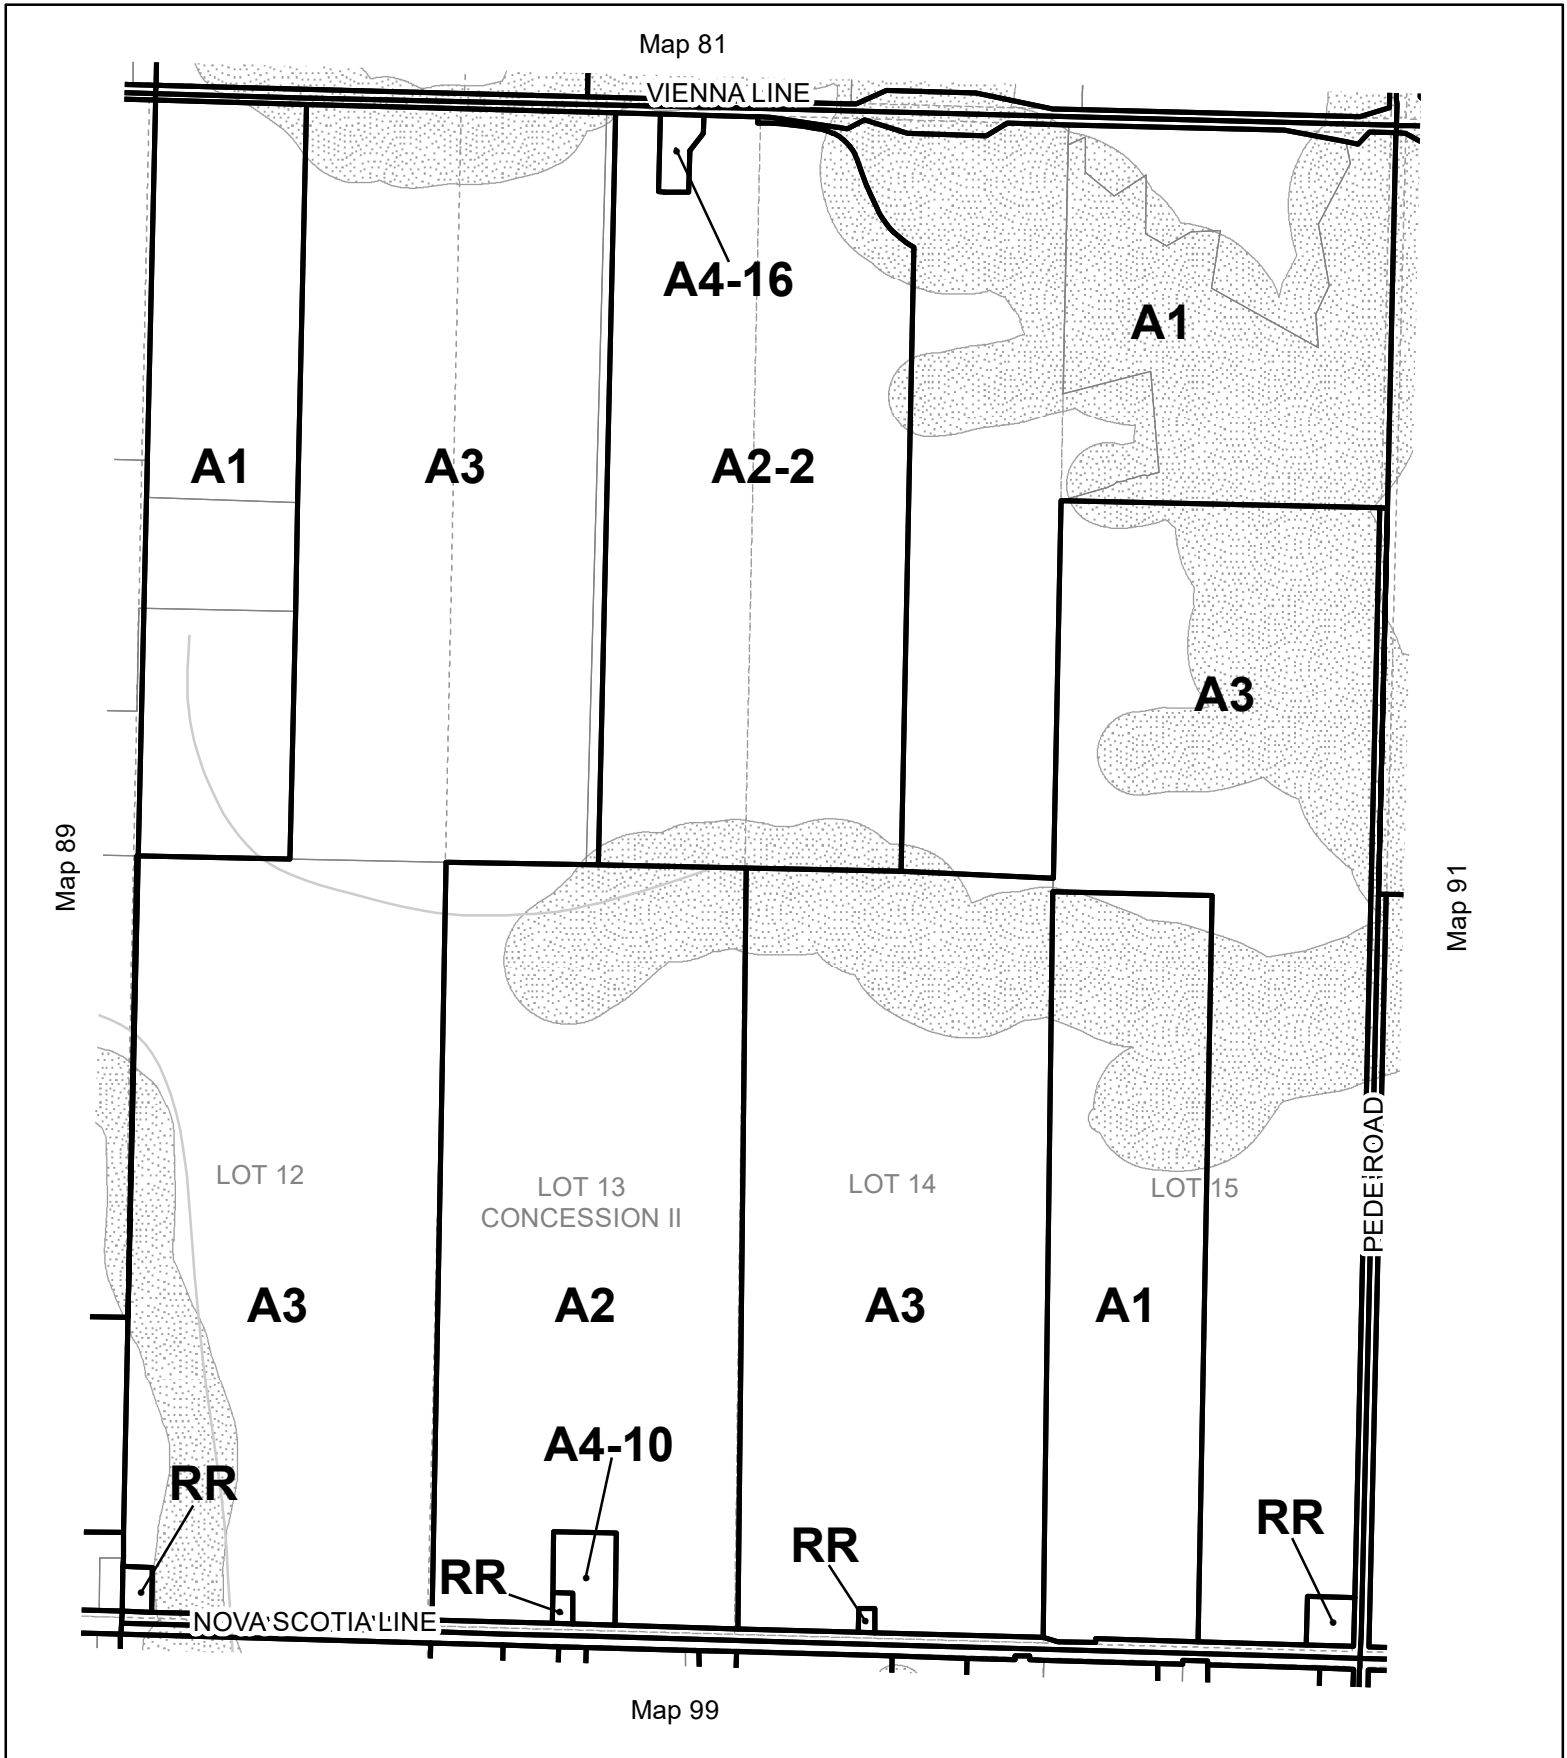 Map 81
VIENNA LINE
A4-16
A1
A1
A3
A2-2
A3
Map 89
Map 91
LOT 12
LOT 13
CONCESSION II
LOT 14
LOT 15
PEDE ROAD
A3
A2
A3
A1
A4-10
RR
RR
RR
RR
NOVA SCOTIA LINE
Map 99